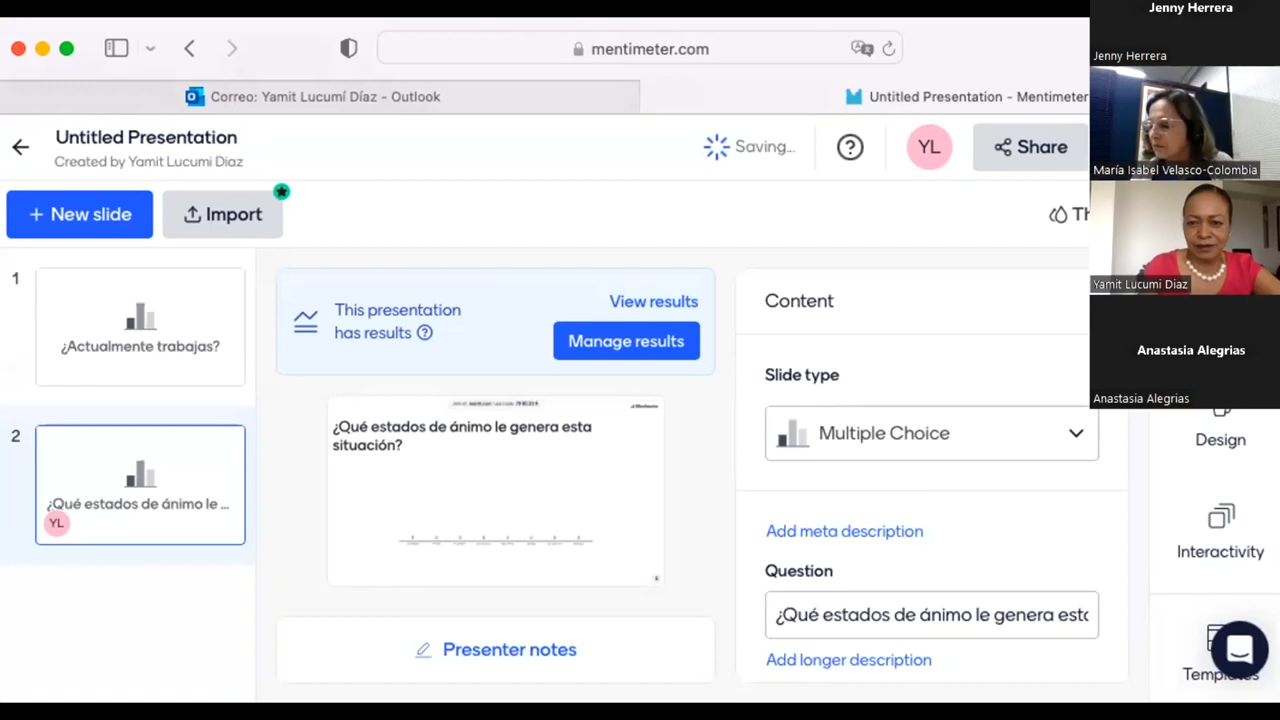 mentimeter.com
Correo: Yamit Lucumí Díaz - Outlook
Untitled Presentation - Mentimeter
Untitled Presentation
Created by Yamit Lucumi Diaz
Saving...
YL
Share
+ New slide
Import
Th
1
¿Actualmente trabajas?
2
¿Qué estados de ánimo le ...
YL
This presentation
has results
View results
Manage results
¿Qué estados de ánimo le genera esta
situación?
Mentimeter
Presenter notes
Content
Slide type
Multiple Choice
Add meta description
Question
¿Qué estados de ánimo le genera esta
Add longer description
Design
Interactivity
Templates
Jenny Herrera
Jenny Herrera
María Isabel Velasco-Colombia
Yamit Lucumi Diaz
Anastasia Alegrias
Anastasia Alegrias